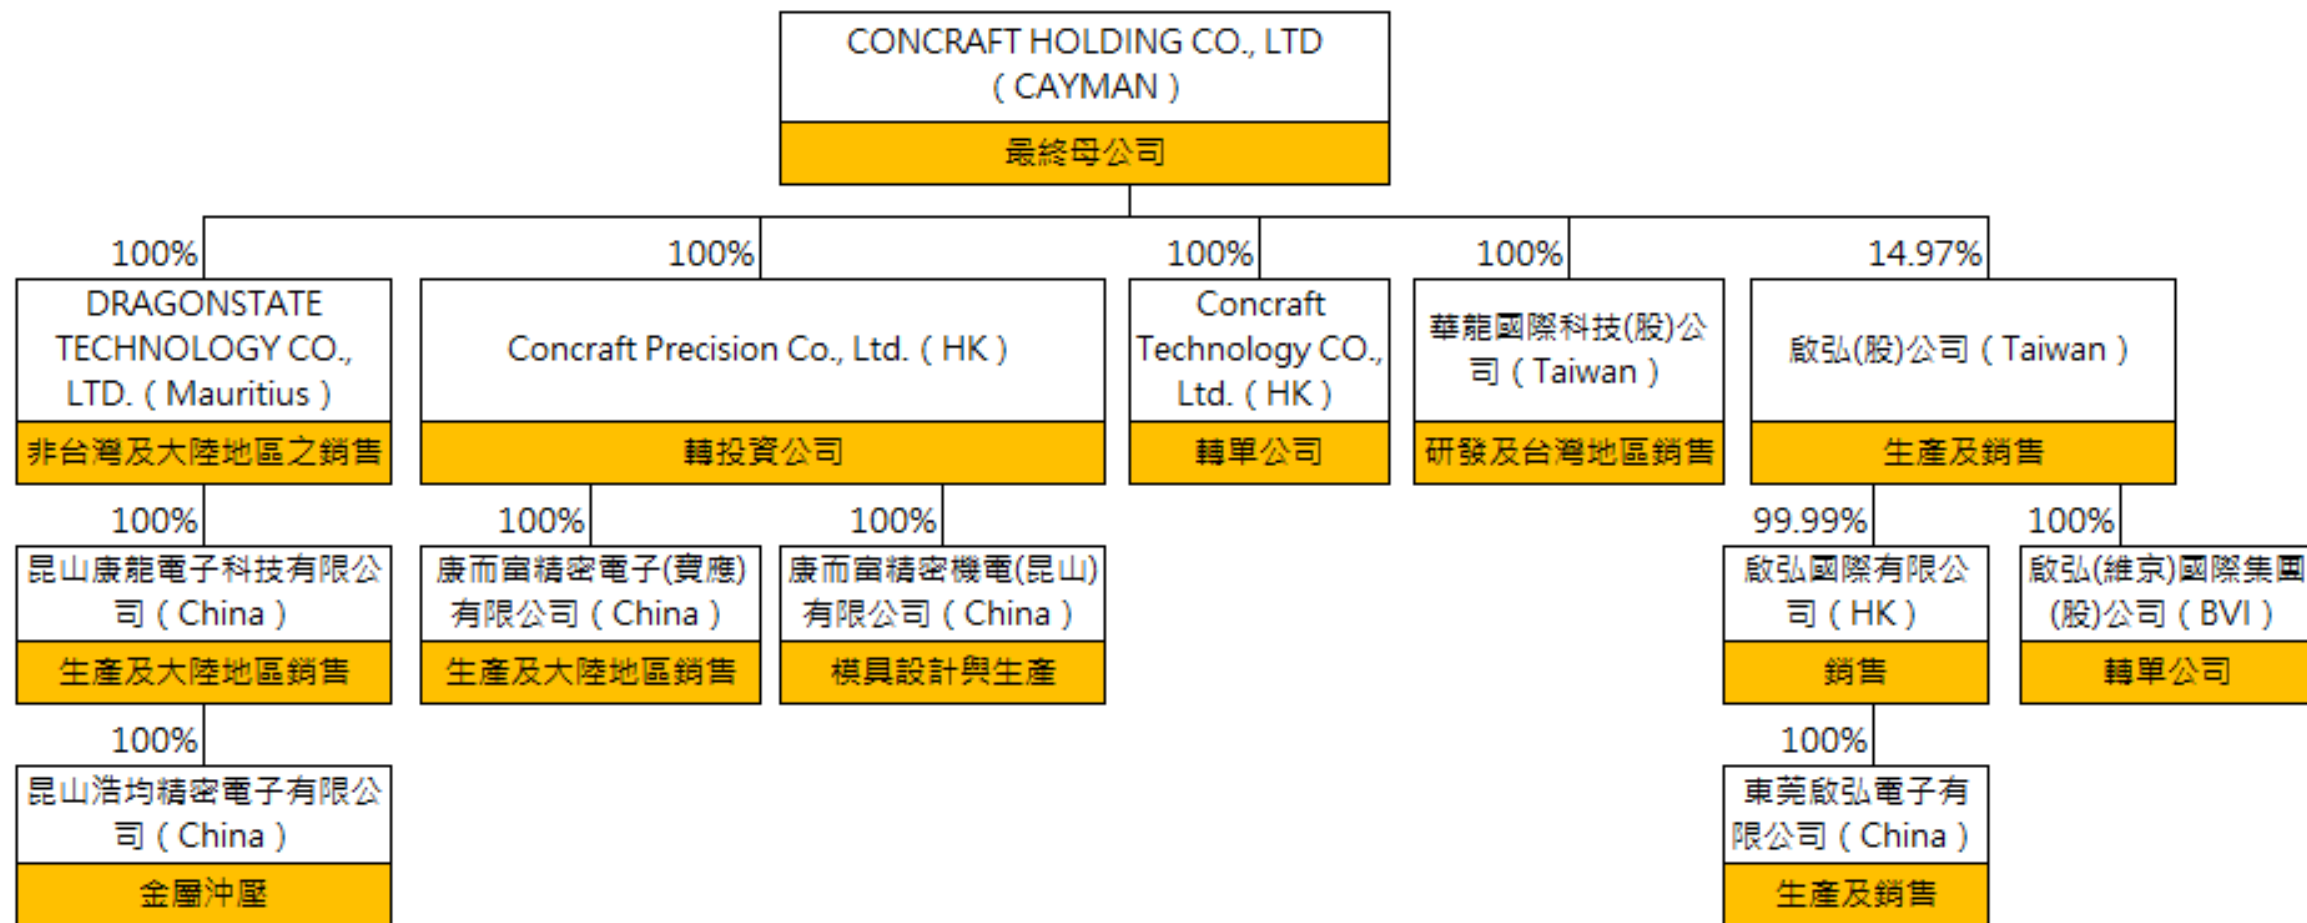 CONCRAFT HOLDING CO., LTD
（CAYMAN）
最終母公司
100%
100%
100%
100%
14.97%
DRAGONSTATE
TECHNOLOGY CO.,
LTD.（Mauritius）
非台灣及大陸地區之銷售
Concraft Precision Co., Ltd.（HK）
轉投資公司
Concraft
Technology CO.,
Ltd.（HK）
轉單公司
華龍國際科技(股)公
司（Taiwan）
研發及台灣地區銷售
啟弘(股)公司（Taiwan）
生產及銷售
100%
100%
100%
99.99%
100%
昆山康龍電子科技有限公
司（China）
生產及大陸地區銷售
康而富精密電子(寶應)
有限公司（China）
生產及大陸地區銷售
康而富精密機電(昆山)
有限公司（China）
模具設計與生產
啟弘國際有限公
司（HK）
銷售
啟弘(維京)國際集團
(股)公司（BVI）
轉單公司
100%
100%
昆山浩均精密電子有限公
司（China）
金屬沖壓
東莞啟弘電子有
限公司（China）
生產及銷售